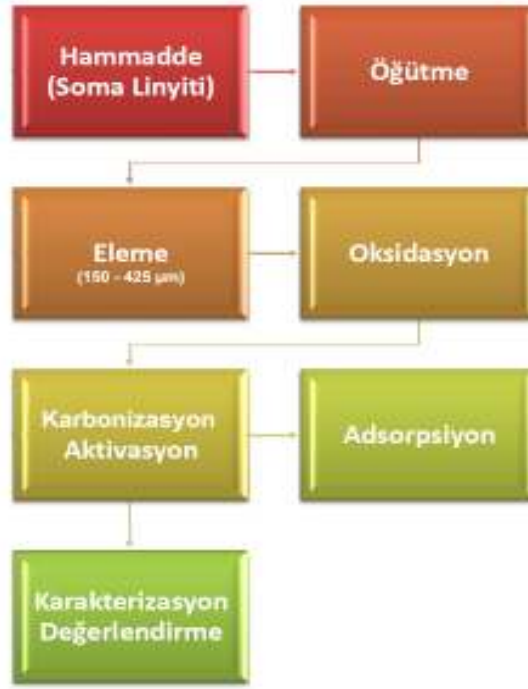 Hammadde
(Soma Linyiti)
Öğütme
Eleme
(150 – 425 µm)
Oksidasyon
Karbonizasyon
Aktivasyon
Adsorpsiyon
Karakterizasyon
Değerlendirme